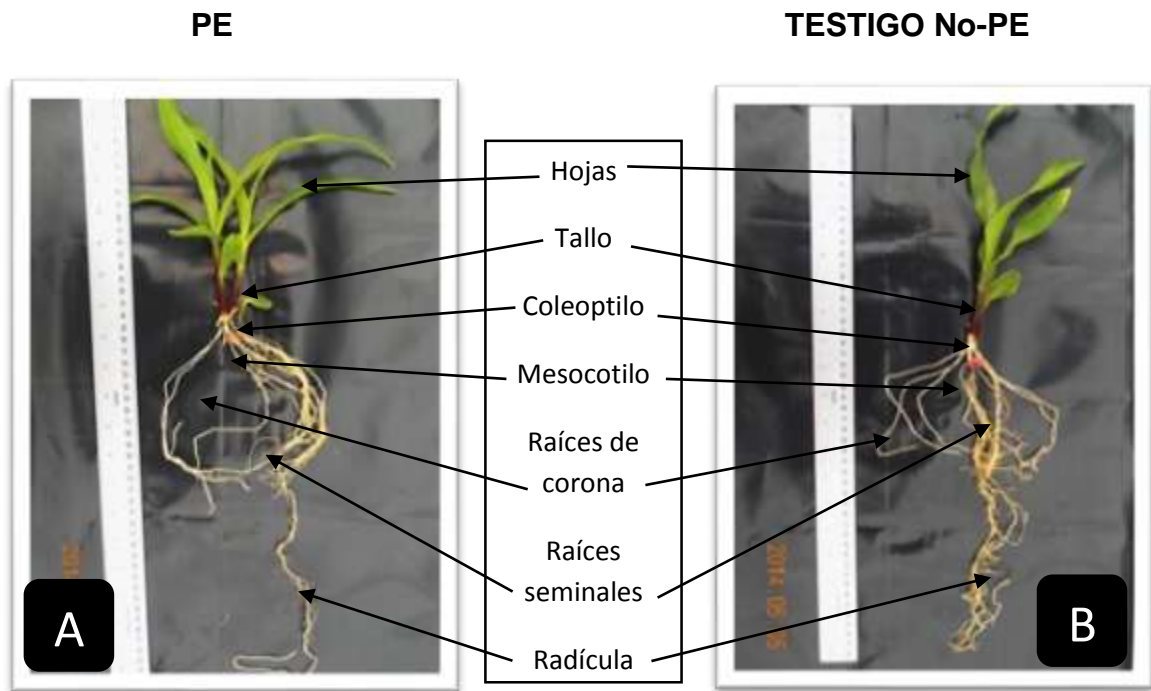 PE
TESTIGO No-PE
Hojas
Tallo
Coleoptilo
Mesocotilo
Raíces de
corona
Raíces
seminales
Radícula
A
B